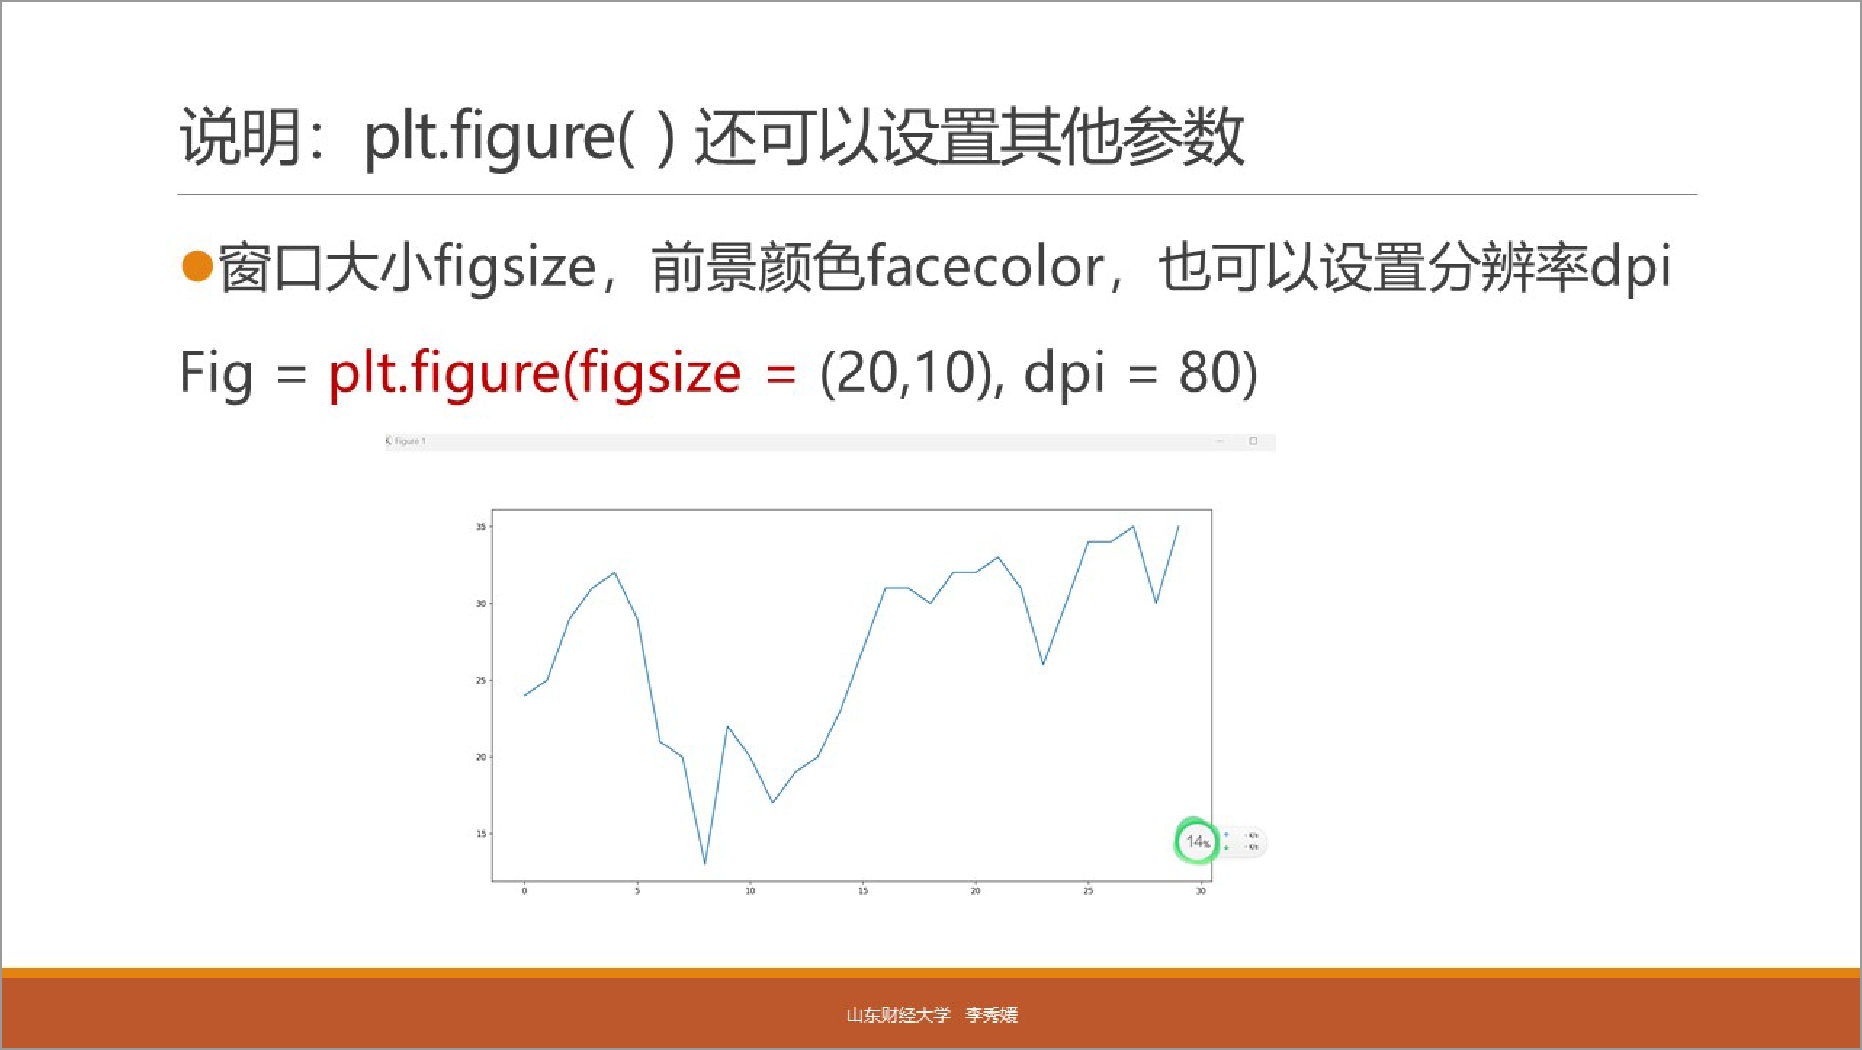 说明：plt.figure( ) 还可以设置其他参数
窗口大小figsize，前景颜色facecolor，也可以设置分辨率dpi
Fig = plt.figure(figsize = (20,10), dpi = 80)
Figure 1
35
30
25
20
15
0 5 10 15 20 25 30
14%
- K/s
- K/s
山东财经大学 李秀媛